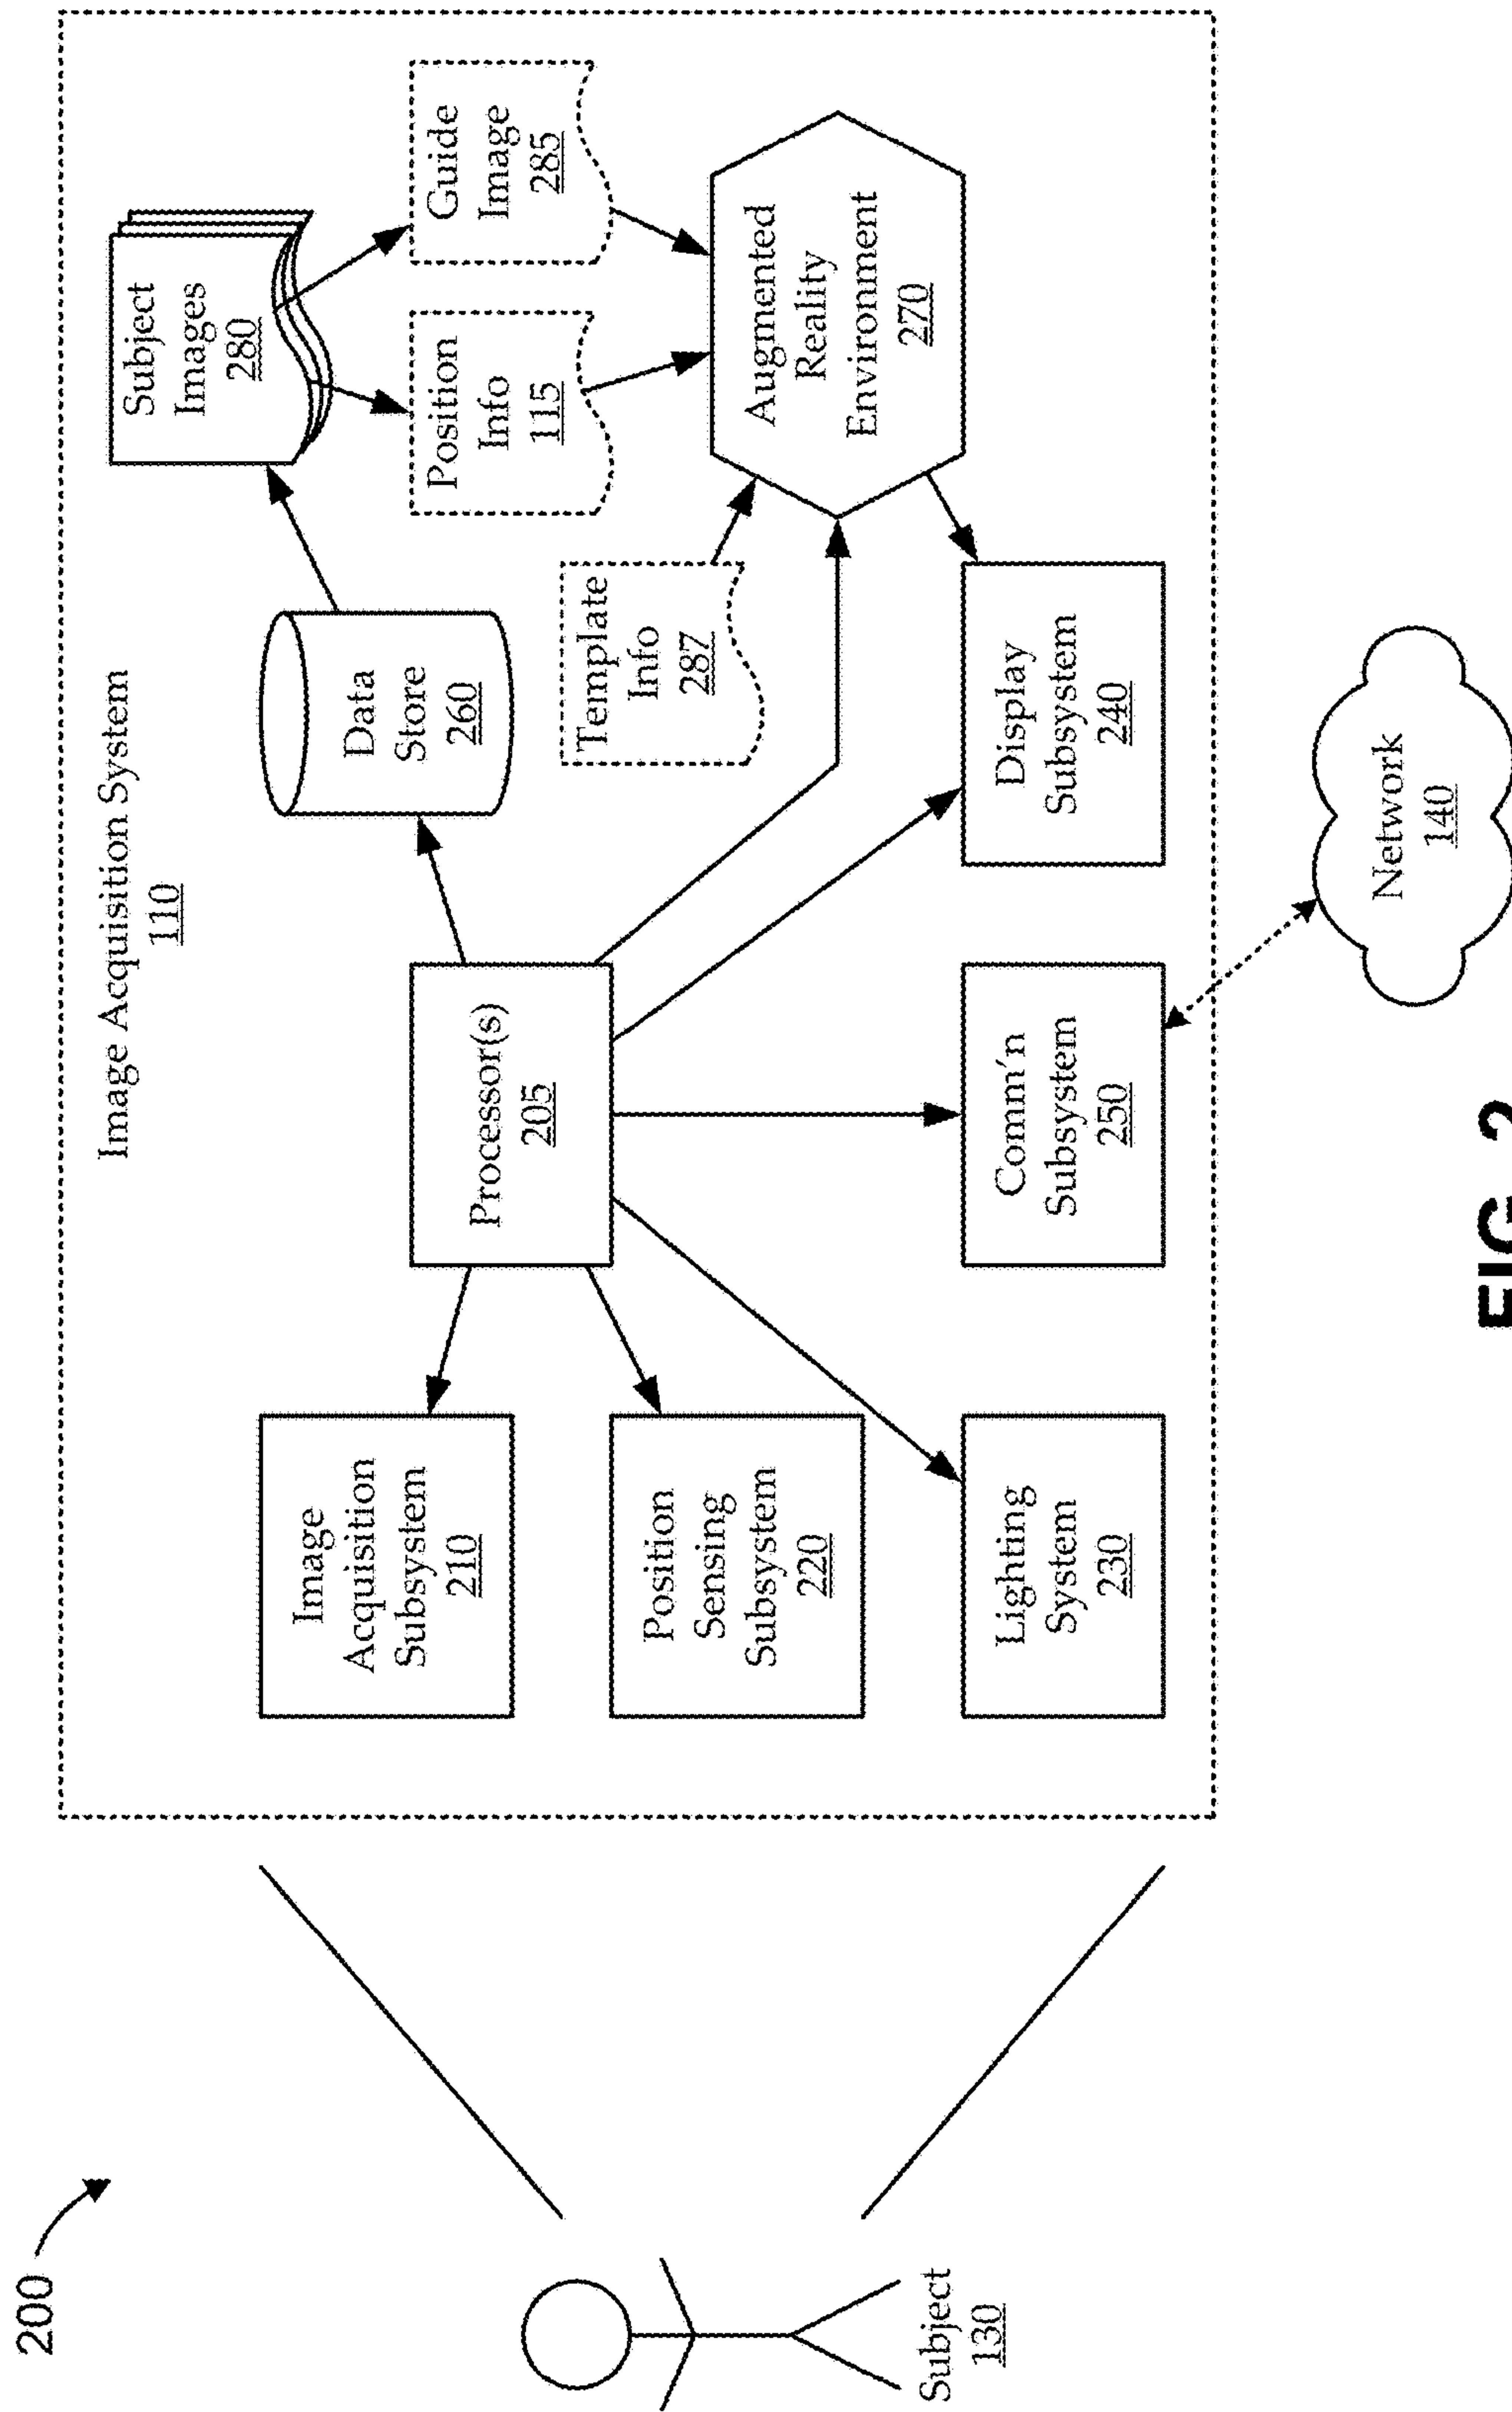 200
Image Acquisition System
110
Subject
130
Image
Acquisition
Subsystem
210
Position
Sensing
Subsystem
220
Lighting
System
230
Processor(s)
205
Comm'n
Subsystem
250
Data
Store
260
Template
Info
287
Display
Subsystem
240
Subject
Images
280
Position
Info
115
Guide
Image
285
Augmented
Reality
Environment
270
Network
140
FIG. 2